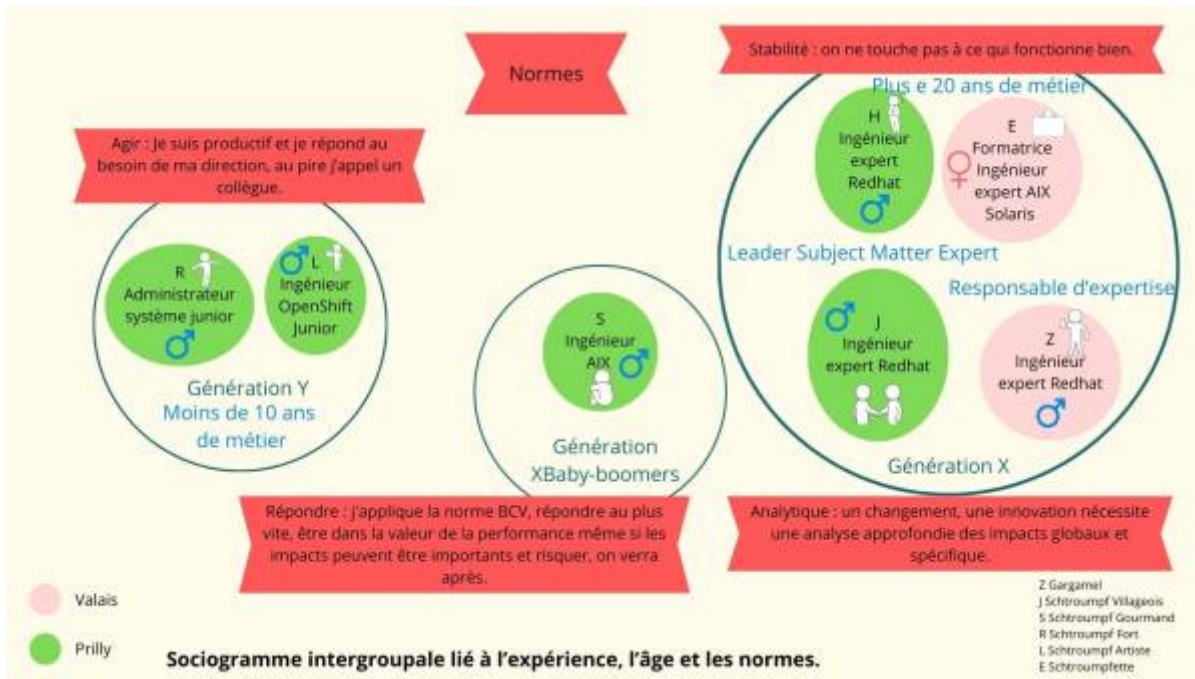 Normes
Stabilité : on ne touche pas à ce qui fonctionne bien.
Plus e 20 ans de métier
H
Ingénieur
expert
Redhat
E
Formatrice
Ingénieur
expert AIX
Solaris
Leader Subject Matter Expert
Responsable d'expertise
J
Ingénieur
expert Redhat
Z
Ingénieur
expert Redhat
Génération X
Analytique : un changement, une innovation nécessite
une analyse approfondie des impacts globaux et
spécifique.
Agir : Je suis productif et je répond au
besoin de ma direction, au pire j'appel un
collègue.
R
Administrateur
système junior
L
Ingénieur
OpenShift
Junior
Génération Y
Moins de 10 ans
de métier
S
Ingénieur
AIX
Génération
XBaby-boomers
Répondre : j'applique la norme BCV, répondre au plus
vite, être dans la valeur de la performance même si les
impacts peuvent être importants et risquer, on verra
après.
Valais
Prilly
Sociogramme intergroupale lié à l'expérience, l'âge et les normes.
Z Gargamel
J Schtroumpf Villageois
S Schtroumpf Gourmand
R Schtroumpf Fort
L Schtroumpf Artiste
E Schtroumpfette